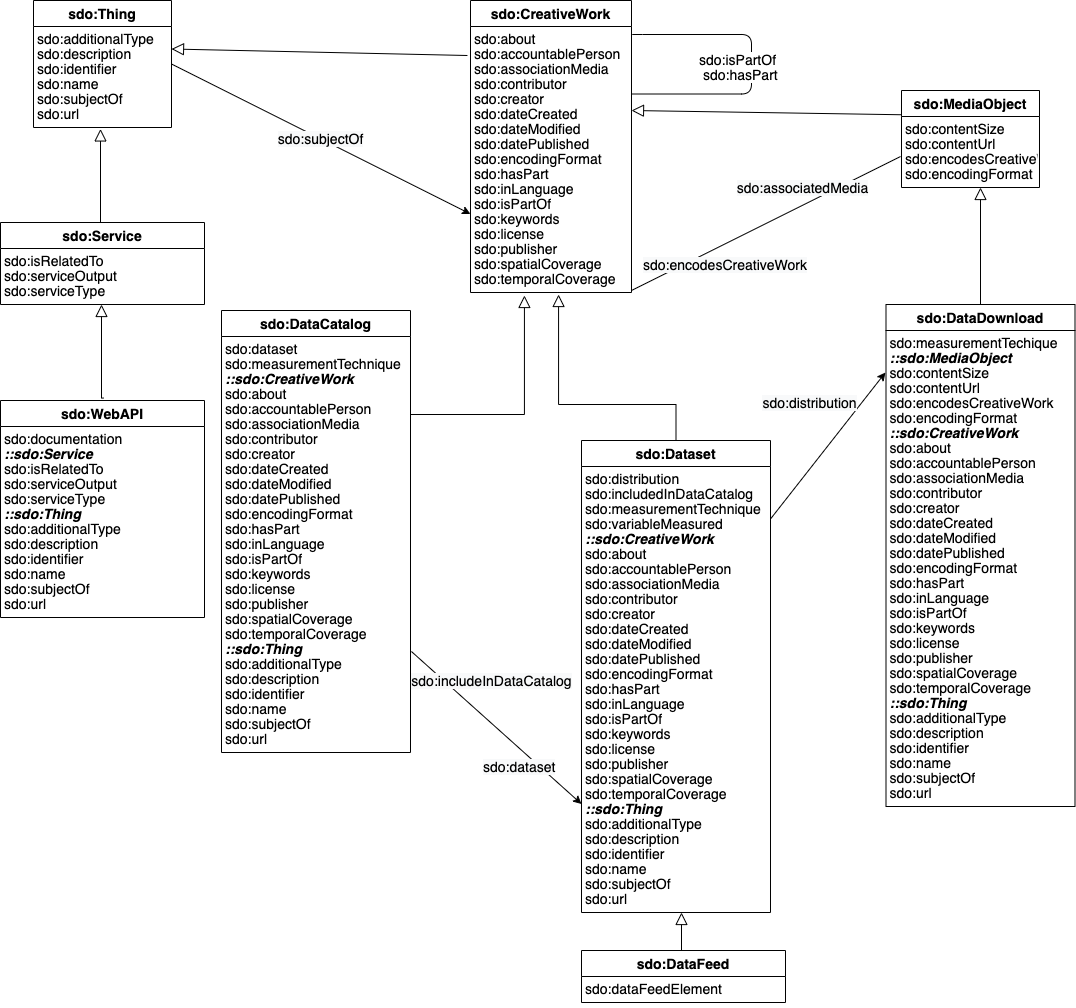 sdo:Thing
sdo:additionalType
sdo:description
sdo:identifier
sdo:name
sdo:subjectOf
sdo:url
sdo:CreativeWork
sdo:about
sdo:accountablePerson
sdo:associationMedia
sdo:contributor
sdo:creator
sdo:dateCreated
sdo:dateModified
sdo:datePublished
sdo:encodingFormat
sdo:hasPart
sdo:inLanguage
sdo:isPartOf
sdo:keywords
sdo:license
sdo:publisher
sdo:spatialCoverage
sdo:temporalCoverage
sdo:isPartOf
sdo:hasPart
sdo:MediaObject
sdo:contentSize
sdo:contentUrl
sdo:encodesCreative
sdo:encodingFormat
sdo:subjectOf
sdo:associatedMedia
sdo:encodesCreativeWork
sdo:Service
sdo:isRelatedTo
sdo:serviceOutput
sdo:serviceType
sdo:WebAPI
sdo:documentation
::sdo:Service
sdo:isRelatedTo
sdo:serviceOutput
sdo:serviceType
::sdo:Thing
sdo:additionalType
sdo:description
sdo:identifier
sdo:name
sdo:subjectOf
sdo:url
sdo:DataCatalog
sdo:dataset
sdo:measurementTechnique
::sdo:CreativeWork
sdo:about
sdo:accountablePerson
sdo:associationMedia
sdo:contributor
sdo:creator
sdo:dateCreated
sdo:dateModified
sdo:datePublished
sdo:encodingFormat
sdo:hasPart
sdo:inLanguage
sdo:isPartOf
sdo:keywords
sdo:license
sdo:publisher
sdo:spatialCoverage
sdo:temporalCoverage
::sdo:Thing
sdo:additionalType
sdo:description
sdo:identifier
sdo:name
sdo:subjectOf
sdo:url
sdo:includeInDataCatalog
sdo:dataset
sdo:Dataset
sdo:distribution
sdo:includedInDataCatalog
sdo:measurementTechnique
sdo:variableMeasured
::sdo:CreativeWork
sdo:about
sdo:accountablePerson
sdo:associationMedia
sdo:contributor
sdo:creator
sdo:dateCreated
sdo:dateModified
sdo:datePublished
sdo:encodingFormat
sdo:hasPart
sdo:inLanguage
sdo:isPartOf
sdo:keywords
sdo:license
sdo:publisher
sdo:spatialCoverage
sdo:temporalCoverage
::sdo:Thing
sdo:additionalType
sdo:description
sdo:identifier
sdo:name
sdo:subjectOf
sdo:url
sdo:distribution
sdo:DataDownload
sdo:measurementTechique
::sdo:MediaObject
sdo:contentSize
sdo:contentUrl
sdo:encodesCreativeWork
sdo:encodingFormat
::sdo:CreativeWork
sdo:about
sdo:accountablePerson
sdo:associationMedia
sdo:contributor
sdo:creator
sdo:dateCreated
sdo:dateModified
sdo:datePublished
sdo:encodingFormat
sdo:hasPart
sdo:inLanguage
sdo:isPartOf
sdo:keywords
sdo:license
sdo:publisher
sdo:spatialCoverage
sdo:temporalCoverage
::sdo:Thing
sdo:additionalType
sdo:description
sdo:identifier
sdo:name
sdo:subjectOf
sdo:url
sdo:DataFeed
sdo:dataFeedElement